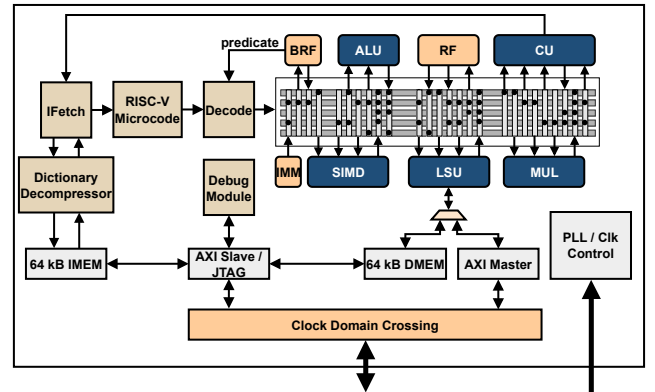 predicate
BRF
ALU
RF
CU
IFetch
RISC-V
Microcode
Decode
IMM
SIMD
LSU
MUL
Dictionary
Decompressor
Debug
Module
64 kB IMEM
AXI Slave /
JTAG
64 kB DMEM
AXI Master
PLL / Clk
Control
Clock Domain Crossing